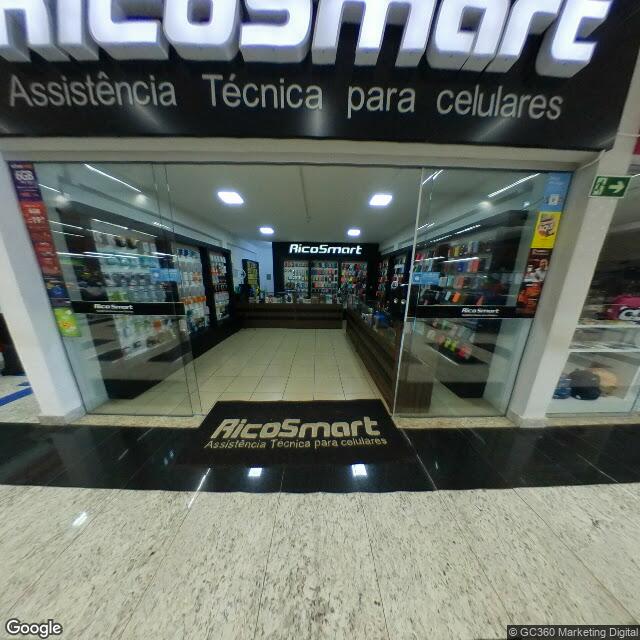 RicoSmart
Assistência Técnica para celulares
RicoSmart
RicoSmart
RicoSmart
RicoSmart
Assistência Técnica para celulares
Google
© GC360 Marketing Digital